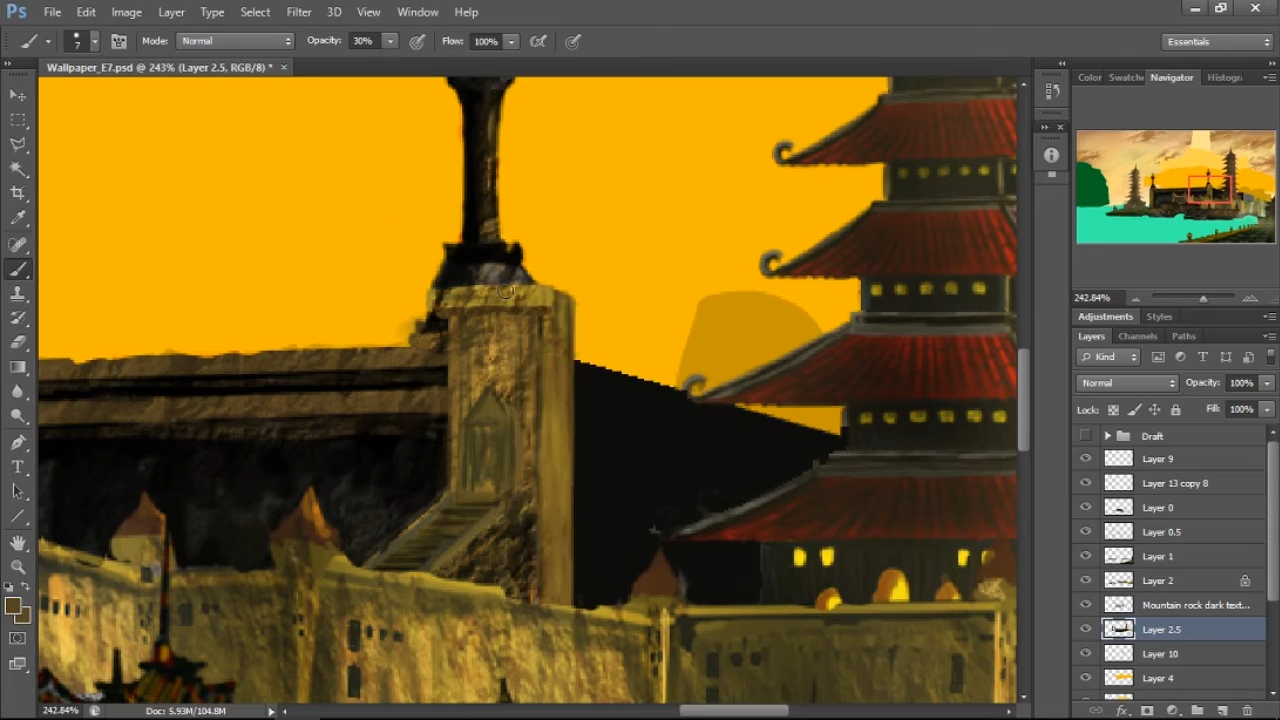 Ps File Edit Image Layer Type Select Filter 3D View Window Help
7 Mode: Normal Opacity: 30% Flow: 100% Essentials
Wallpaper_E7.psd @ 243% (Layer 2.5, RGB/8) * ×
Color Swatche Navigator Histogr
242.84%
Adjustments Styles
Layers Channels Paths
Kind
Normal Opacity: 100%
Lock: Fill: 100%
Draft
Layer 9
Layer 13 copy 8
Layer 0
Layer 0.5
Layer 1
Layer 2
Mountain rock dark text...
Layer 2.5
Layer 10
Layer 4
242.84% Doc: 5.93M/104.8M